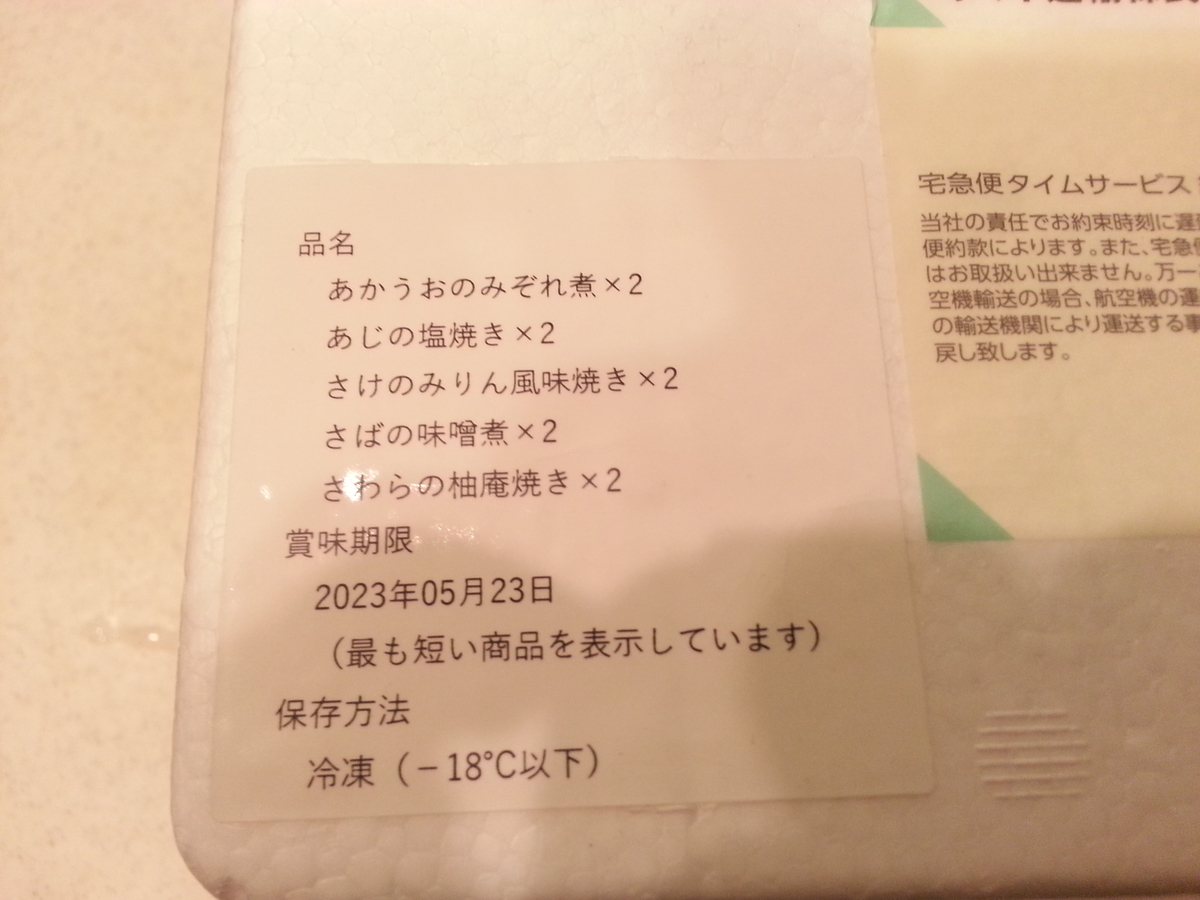 品名
あかうおのみぞれ煮×2
あじの塩焼き×2
さけのみりん風味焼き×2
さばの味噌煮×2
さわらの柚庵焼き×2
賞味期限
2023年05月23日
（最も短い商品を表示しています）
保存方法
冷凍（－18℃以下）
宅急便タイムサービス
当社の責任でお約束時刻に遅
便約款によります。また、宅急
はお取扱い出来ません。万一
空機輸送の場合、航空機の運
の輸送機関により運送する事
戻し致します。